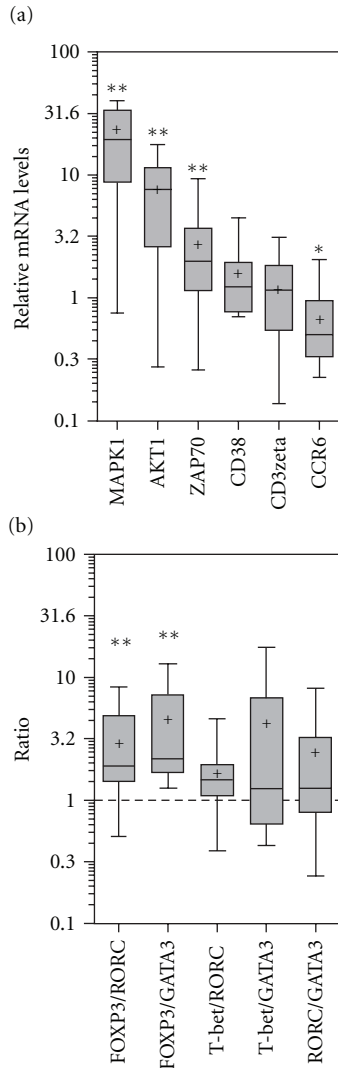 (a)
100
31.6
10
3.2
1
0.3
0.1
Relative mRNA levels
**
**
**
*
+
+
+
+
+
+
MAPK1
AKT1
ZAP70
CD38
CD3zeta
CCR6
(b)
100
31.6
10
3.2
1
0.3
0.1
Ratio
**
**
+
+
+
+
+
FOXP3/RORC
FOXP3/GATA3
T-bet/RORC
T-bet/GATA3
RORC/GATA3